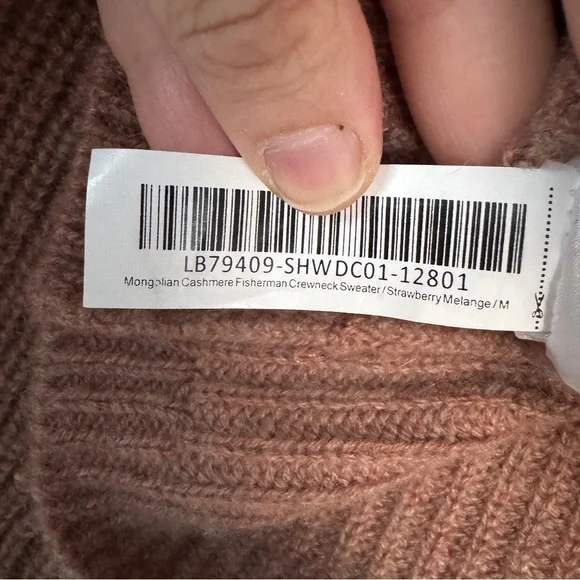 LB79409-SHWDC01-12801
Mongolian Cashmere Fisherman Crewneck Sweater / Strawberry Melange / M